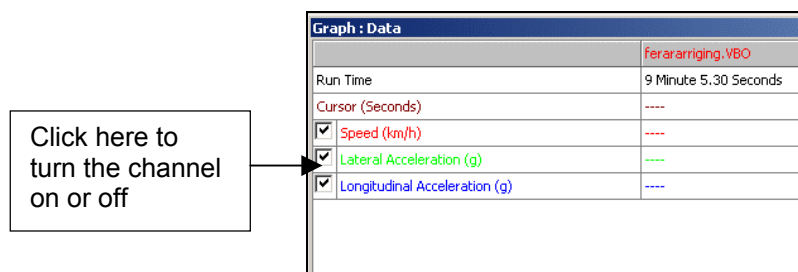 Graph : Data
ferararriging.VBO
Run Time 9 Minute 5.30 Seconds
Cursor (Seconds) ----
Speed (km/h) ----
Lateral Acceleration (g) ----
Longitudinal Acceleration (g) ----
Click here to
turn the channel
on or off